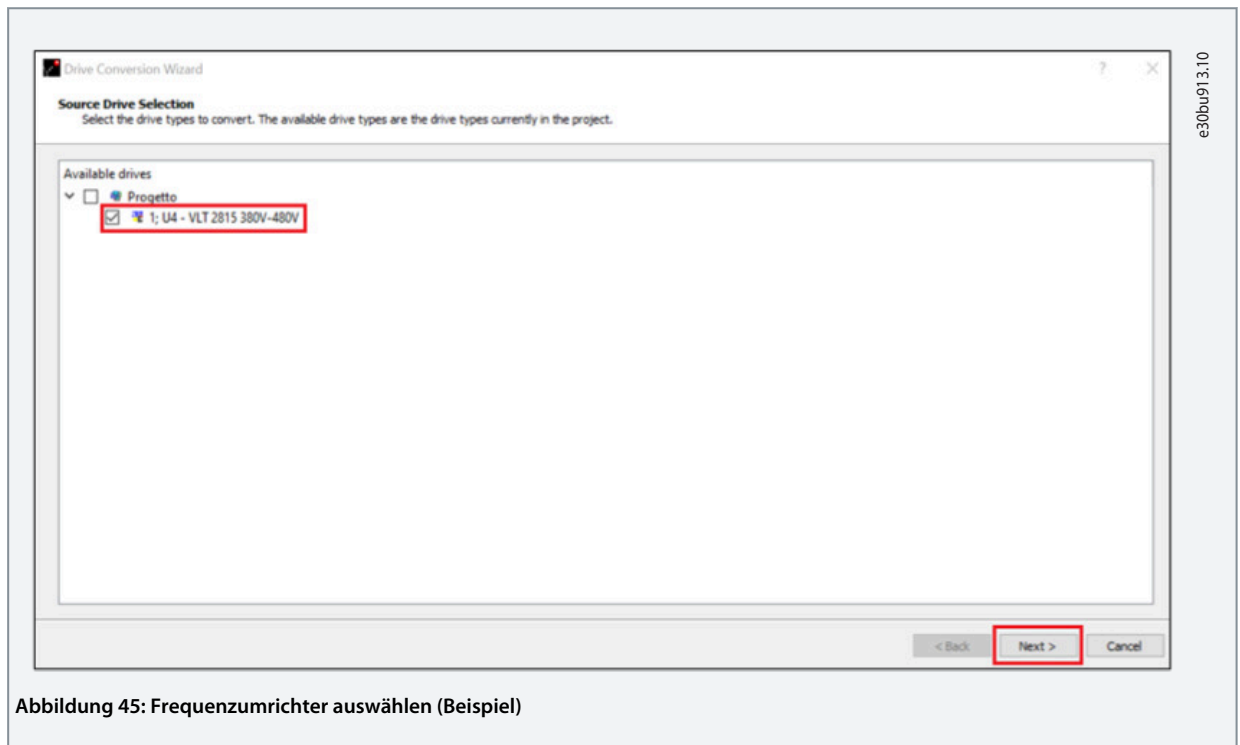 Drive Conversion Wizard
? ×
Source Drive Selection
Select the drive types to convert. The available drive types are the drive types currently in the project.
Available drives
Progetto
1; U4 - VLT 2815 380V-480V
< Back Next > Cancel
e30bu913.10
Abbildung 45: Frequenzumrichter auswählen (Beispiel)